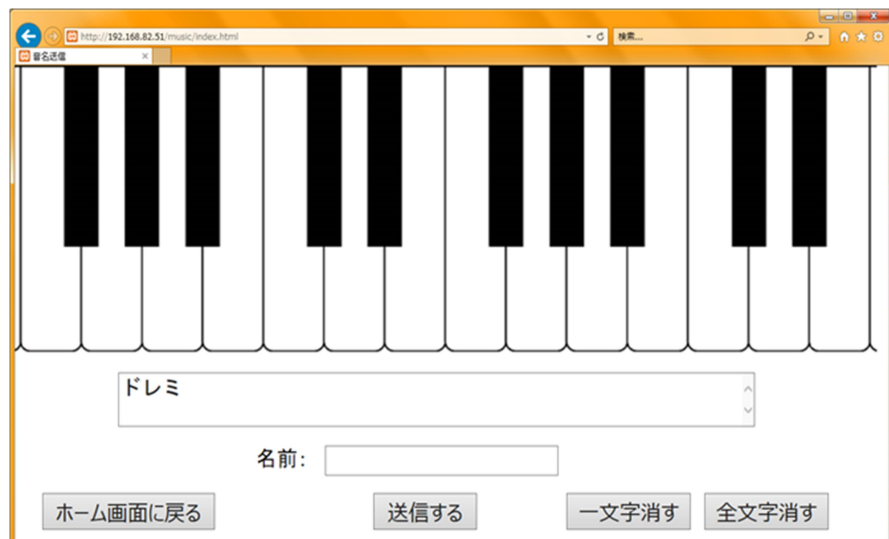 http://192.168.82.51/music/index.html
検索...
音名送信
ドレミ
名前:
ホーム画面に戻る
送信する
一文字消す
全文字消す